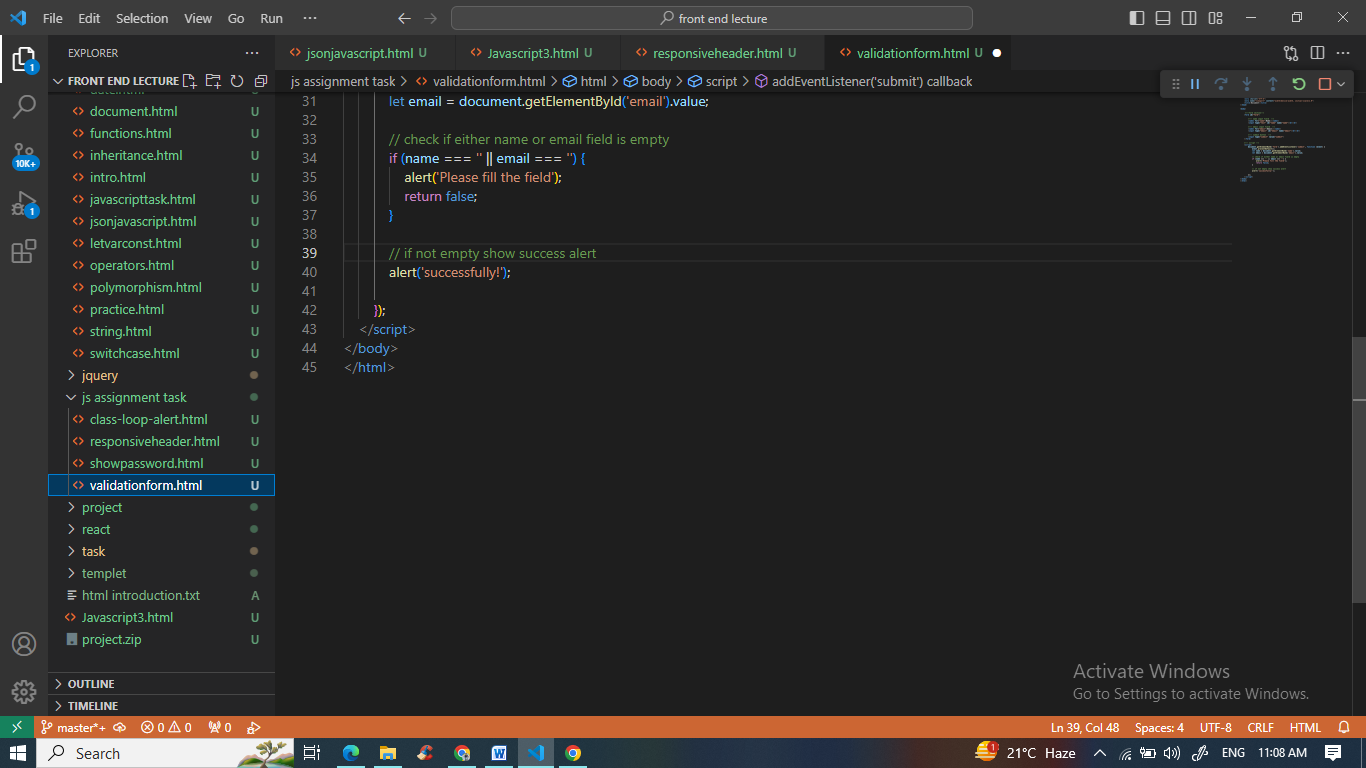 File Edit Selection View Go Run ··· front end lecture
EXPLORER ···
FRONT END LECTURE
document.html U
functions.html U
inheritance.html U
intro.html U
javascripttask.html U
jsonjavascript.html U
letvarconst.html U
operators.html U
polymorphism.html U
practice.html U
string.html U
switchcase.html U
jquery
js assignment task
class-loop-alert.html U
responsiveheader.html U
showpassword.html U
validationform.html U
project
react
task
templet
html introduction.txt A
Javascript3.html U
project.zip U
OUTLINE
TIMELINE
1
10K+
1
jsonjavascript.html U Javascript3.html U responsiveheader.html U validationform.html U
js assignment task > validationform.html > html > body > script > addEventListener('submit') callback
31 let email = document.getElementById('email').value;
32
33 // check if either name or email field is empty
34 if (name === '' || email === '') {
35 alert('Please fill the field');
36 return false;
37 }
38
39 // if not empty show success alert
40 alert('successfully!');
41
42 });
43 </script>
44 </body>
45 </html>
Activate Windows
Go to Settings to activate Windows.
master*+ 0 0 0 Ln 39, Col 48 Spaces: 4 UTF-8 CRLF HTML
Search 1 21°C Haze ENG 11:08 AM